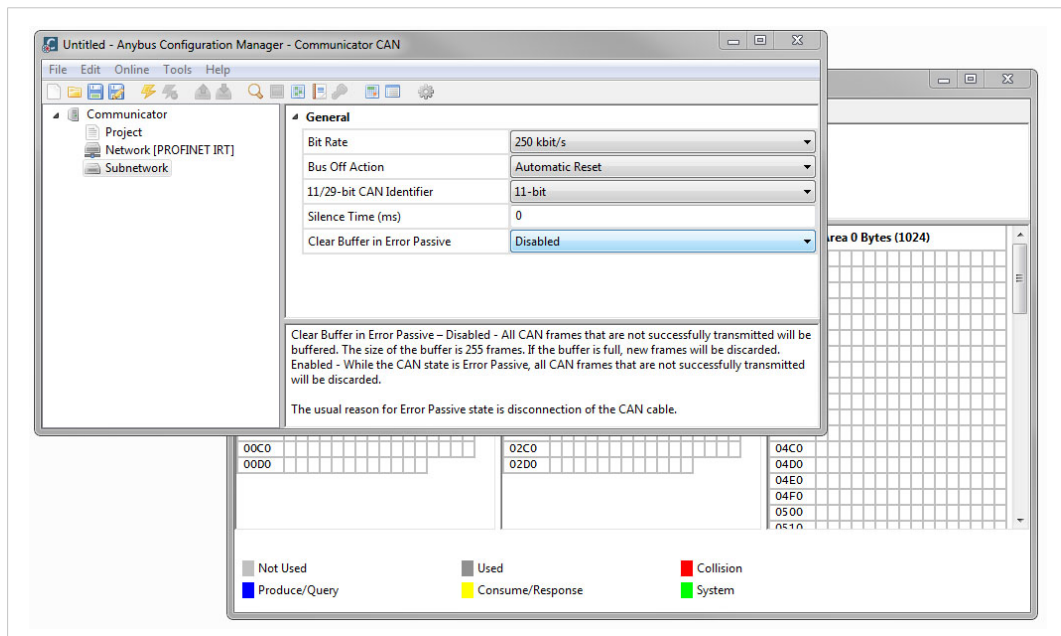 Untitled - Anybus Configuration Manager - Communicator CAN
File Edit Online Tools Help
Communicator
Project
Network [PROFINET IRT]
Subnetwork
General
Bit Rate 250 kbit/s
Bus Off Action Automatic Reset
11/29-bit CAN Identifier 11-bit
Silence Time (ms) 0
Clear Buffer in Error Passive Disabled
Clear Buffer in Error Passive – Disabled - All CAN frames that are not successfully transmitted will be
buffered. The size of the buffer is 255 frames. If the buffer is full, new frames will be discarded.
Enabled - While the CAN state is Error Passive, all CAN frames that are not successfully transmitted
will be discarded.
The usual reason for Error Passive state is disconnection of the CAN cable.
0 Bytes (1024)
00C0 02C0 04C0
00D0 02D0 04D0
04E0
04F0
0500
0510
Not Used Used Collision
Produce/Query Consume/Response System